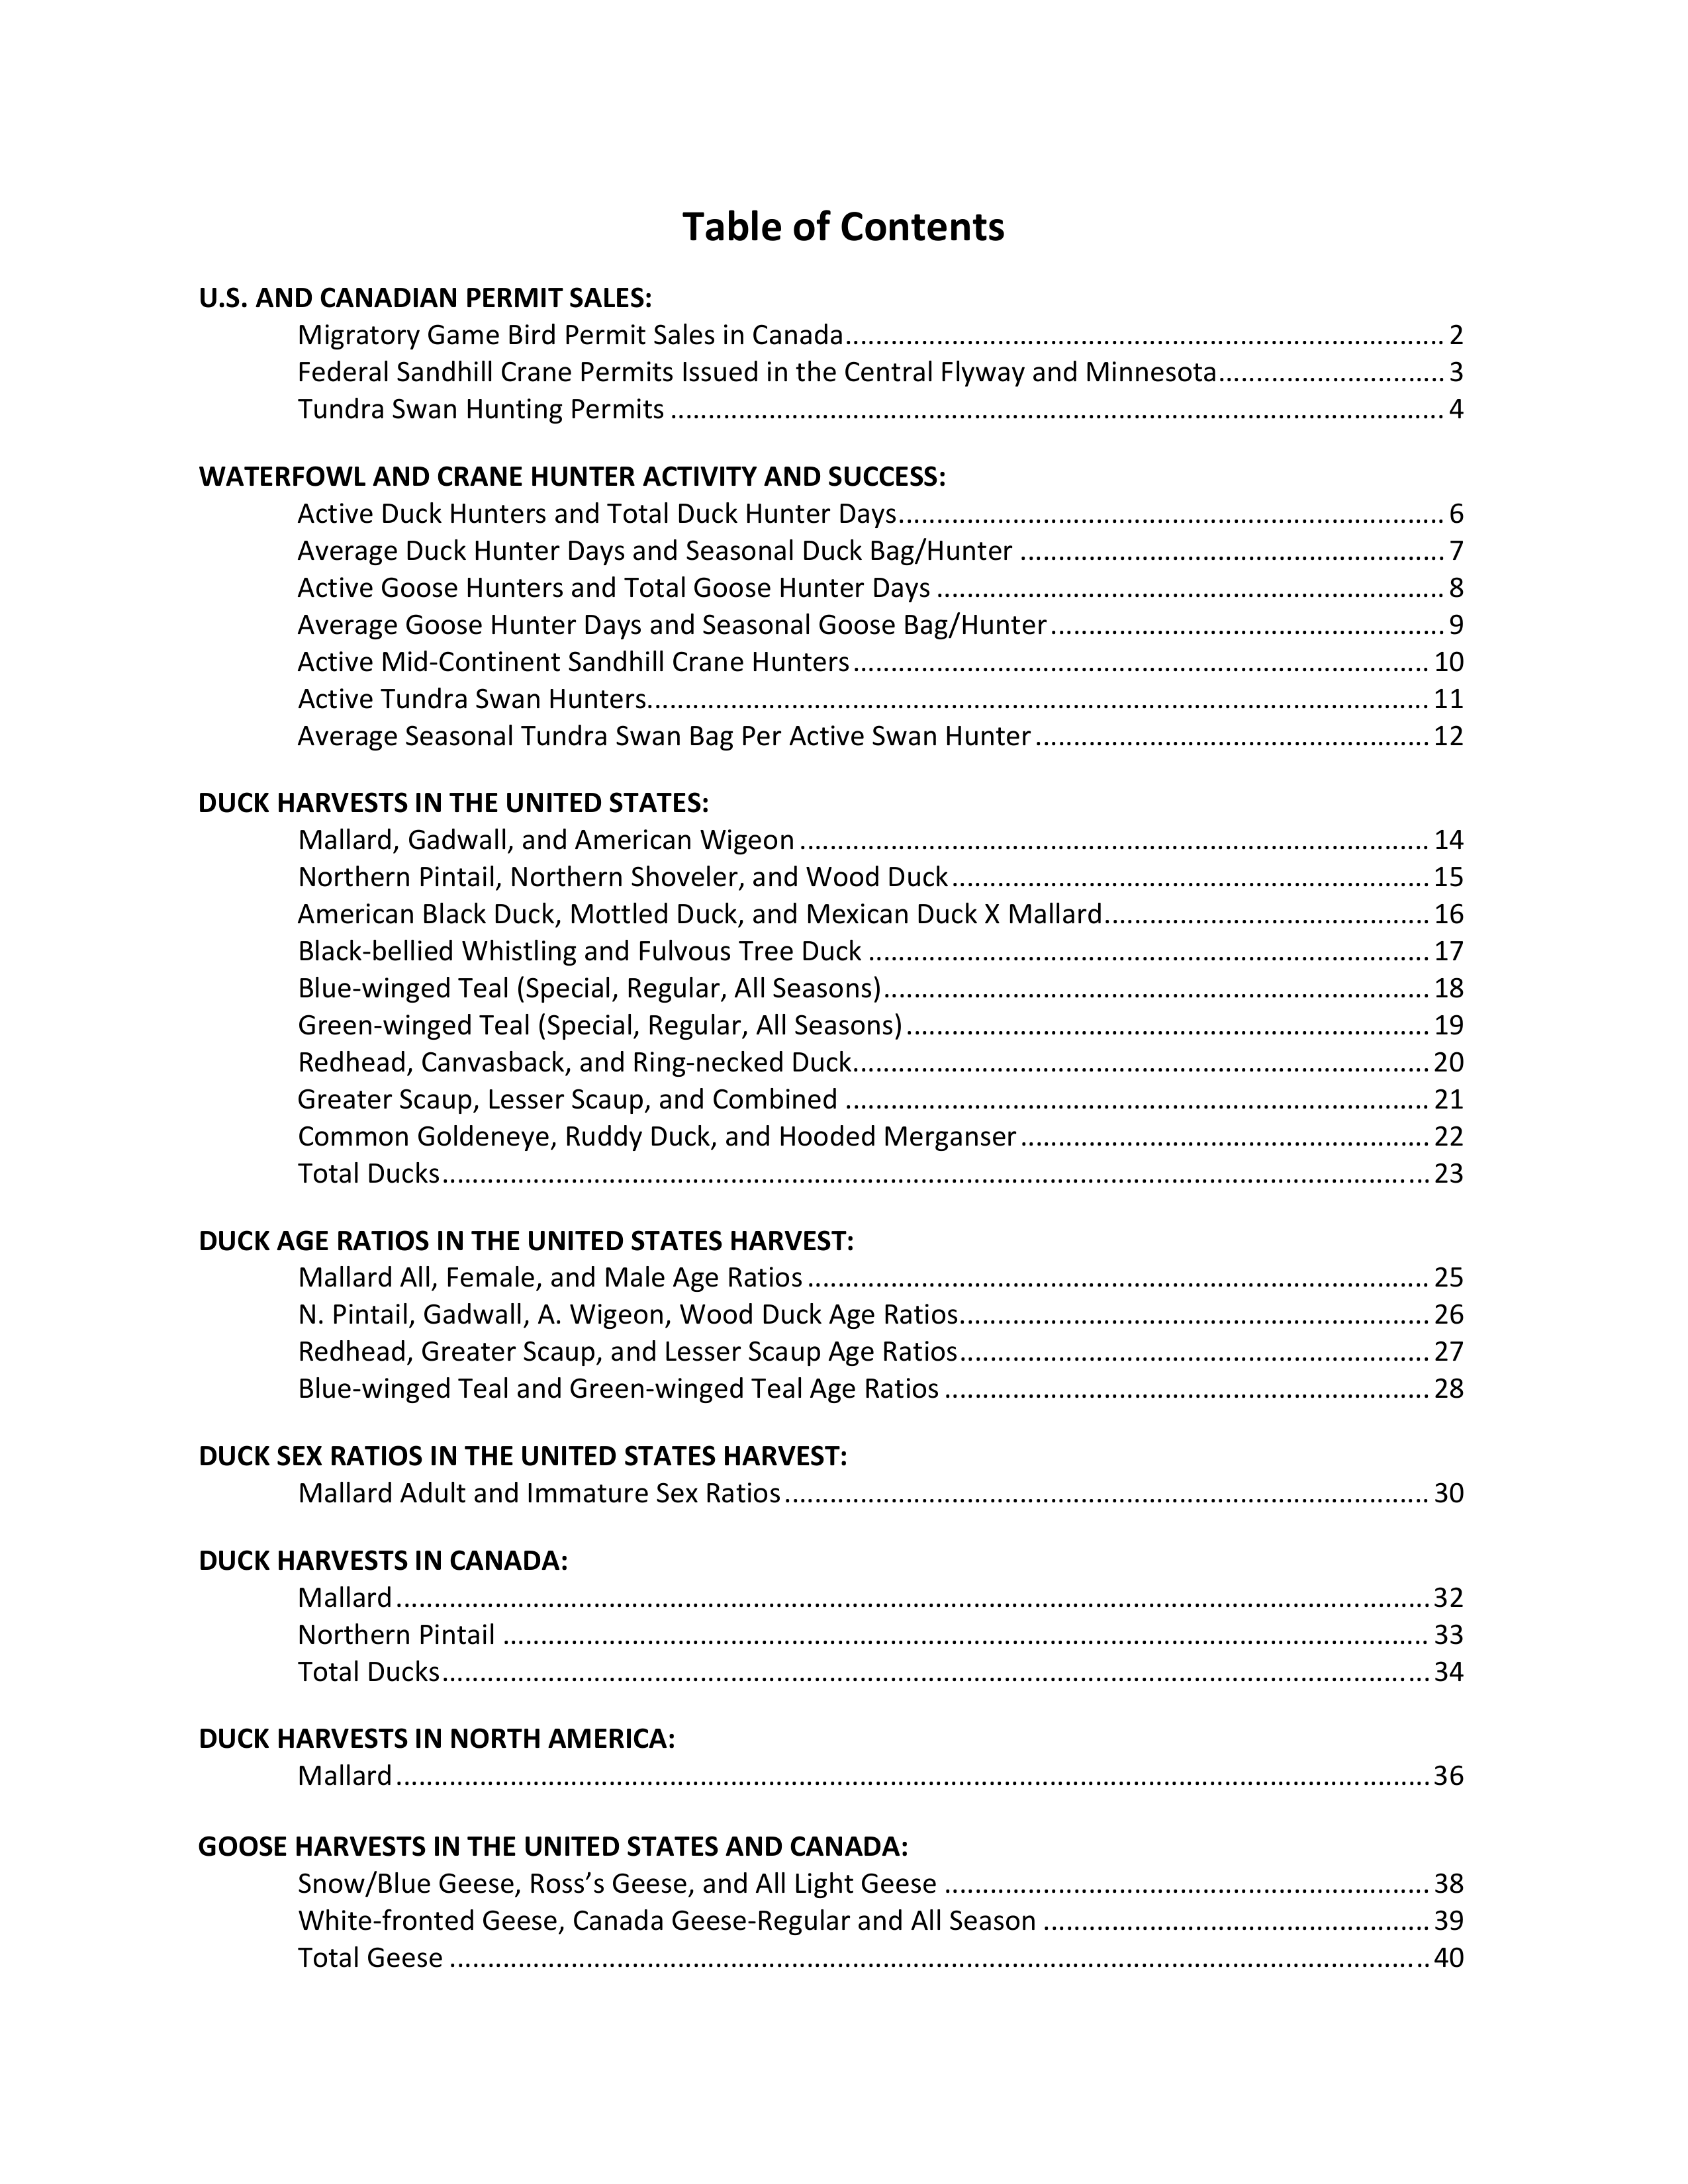 Table of Contents
U.S. AND CANADIAN PERMIT SALES:
Migratory Game Bird Permit Sales in Canada.......... 2
Federal Sandhill Crane Permits Issued in the Central Flyway and Minnesota.......... 3
Tundra Swan Hunting Permits .......... 4
WATERFOWL AND CRANE HUNTER ACTIVITY AND SUCCESS:
Active Duck Hunters and Total Duck Hunter Days.......... 6
Average Duck Hunter Days and Seasonal Duck Bag/Hunter .......... 7
Active Goose Hunters and Total Goose Hunter Days .......... 8
Average Goose Hunter Days and Seasonal Goose Bag/Hunter.......... 9
Active Mid-Continent Sandhill Crane Hunters.......... 10
Active Tundra Swan Hunters.......... 11
Average Seasonal Tundra Swan Bag Per Active Swan Hunter.......... 12
DUCK HARVESTS IN THE UNITED STATES:
Mallard, Gadwall, and American Wigeon .......... 14
Northern Pintail, Northern Shoveler, and Wood Duck.......... 15
American Black Duck, Mottled Duck, and Mexican Duck X Mallard.......... 16
Black-bellied Whistling and Fulvous Tree Duck .......... 17
Blue-winged Teal (Special, Regular, All Seasons).......... 18
Green-winged Teal (Special, Regular, All Seasons).......... 19
Redhead, Canvasback, and Ring-necked Duck.......... 20
Greater Scaup, Lesser Scaup, and Combined .......... 21
Common Goldeneye, Ruddy Duck, and Hooded Merganser.......... 22
Total Ducks.......... 23
DUCK AGE RATIOS IN THE UNITED STATES HARVEST:
Mallard All, Female, and Male Age Ratios .......... 25
N. Pintail, Gadwall, A. Wigeon, Wood Duck Age Ratios.......... 26
Redhead, Greater Scaup, and Lesser Scaup Age Ratios.......... 27
Blue-winged Teal and Green-winged Teal Age Ratios .......... 28
DUCK SEX RATIOS IN THE UNITED STATES HARVEST:
Mallard Adult and Immature Sex Ratios.......... 30
DUCK HARVESTS IN CANADA:
Mallard.......... 32
Northern Pintail .......... 33
Total Ducks.......... 34
DUCK HARVESTS IN NORTH AMERICA:
Mallard.......... 36
GOOSE HARVESTS IN THE UNITED STATES AND CANADA:
Snow/Blue Geese, Ross’s Geese, and All Light Geese .......... 38
White-fronted Geese, Canada Geese-Regular and All Season .......... 39
Total Geese .......... 40